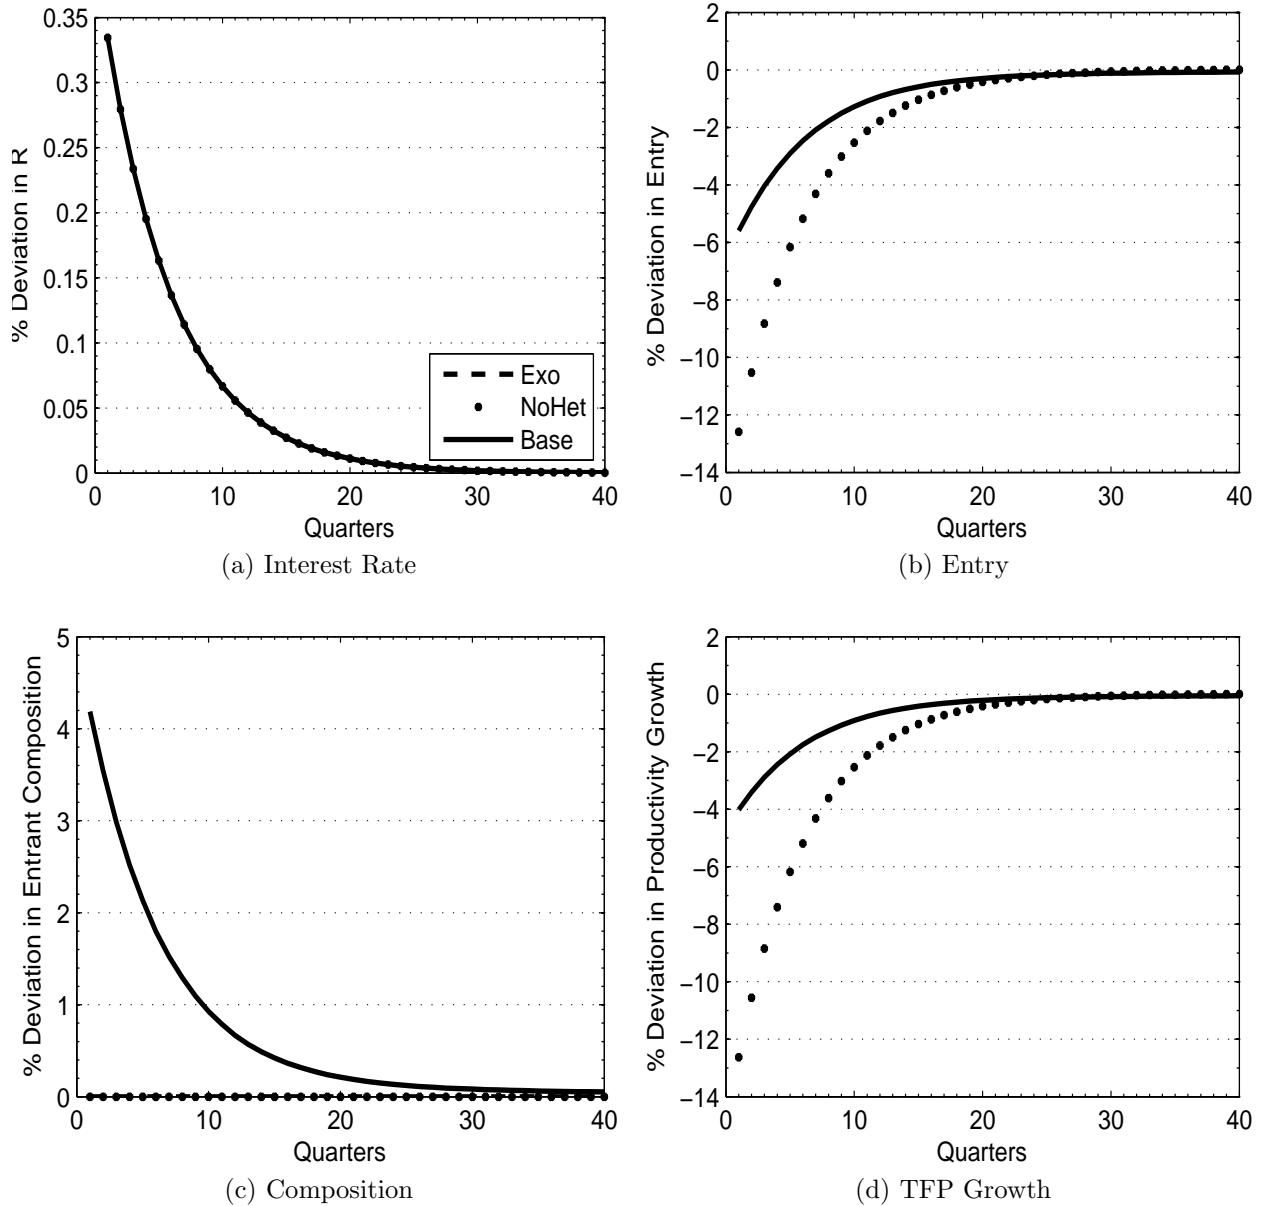 % Deviation in R
0.35
0.3
0.25
0.2
0.15
0.1
0.05
0
0 10 20 30 40
Exo
NoHet
Base
Quarters
(a) Interest Rate
% Deviation in Entry
2
0
−2
−4
−6
−8
−10
−12
−14
0 10 20 30 40
Quarters
(b) Entry
% Deviation in Entrant Composition
5
4
3
2
1
0
0 10 20 30 40
Quarters
(c) Composition
% Deviation in Productivity Growth
2
0
−2
−4
−6
−8
−10
−12
−14
0 10 20 30 40
Quarters
(d) TFP Growth